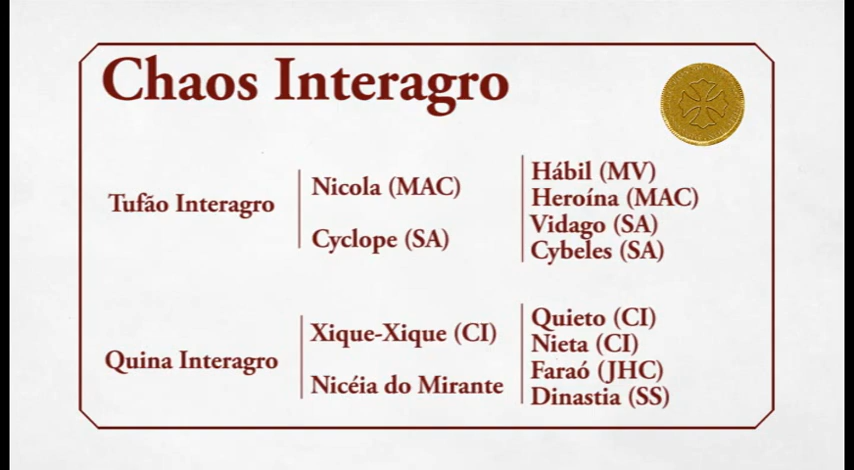 Chaos Interagro
Tufão Interagro
Nicola (MAC)
Cyclope (SA)
Hábil (MV)
Heroína (MAC)
Vidago (SA)
Cybeles (SA)
Quina Interagro
Xique-Xique (CI)
Nicéia do Mirante
Quieto (CI)
Nieta (CI)
Faraó (JHC)
Dinastia (SS)